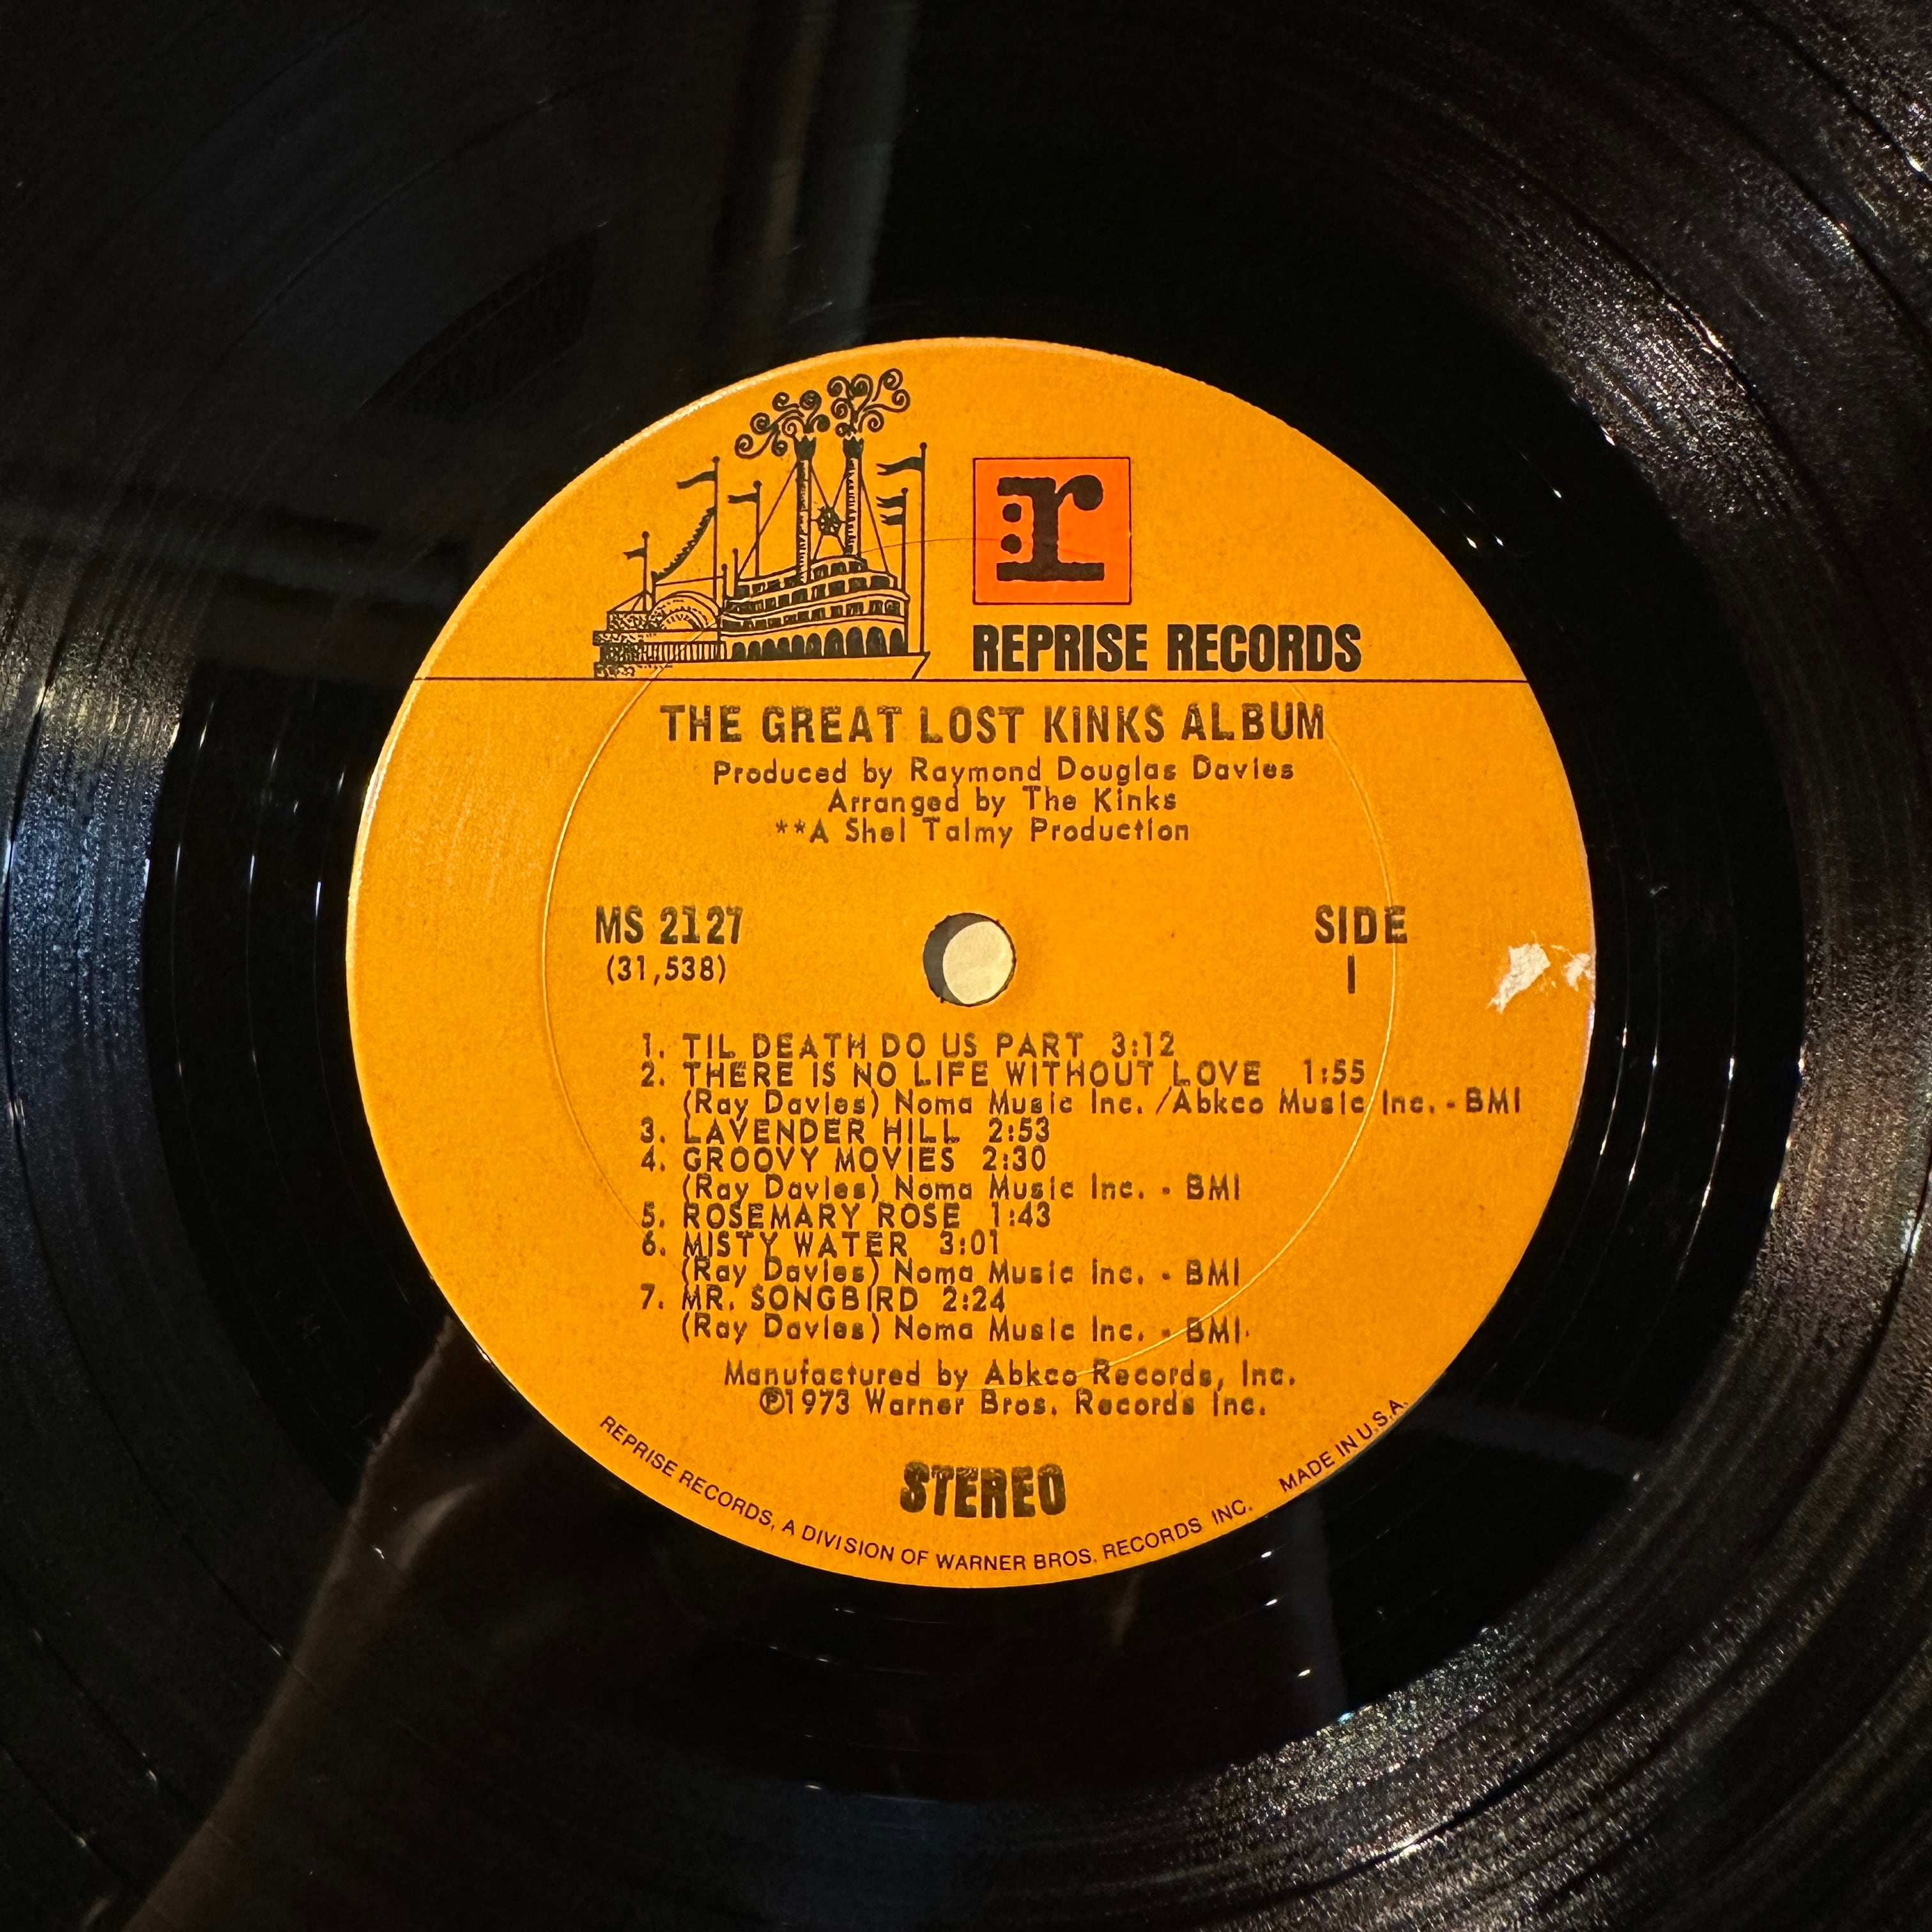 r
REPRISE RECORDS
THE GREAT LOST KINKS ALBUM
Produced by Raymond Douglas Davies
Arranged by The Kinks
**A Shel Talmy Production
MS 2127
(31,538)
SIDE
1
1. TIL DEATH DO US PART 3:12
2. THERE IS NO LIFE WITHOUT LOVE 1:55
(Ray Davies) Noma Music Inc./Abkco Music Inc. - BMI
3. LAVENDER HILL 2:53
4. GROOVY MOVIES 2:30
(Ray Davies) Noma Music Inc. - BMI
5. ROSEMARY ROSE 1:43
6. MISTY WATER 3:01
(Ray Davies) Noma Music Inc. - BMI
7. MR. SONGBIRD 2:24
(Ray Davies) Noma Music Inc. - BMI
Manufactured by Abkco Records, Inc.
℗1973 Warner Bros. Records Inc.
STEREO
REPRISE RECORDS, A DIVISION OF WARNER BROS. RECORDS INC. MADE IN U.S.A.